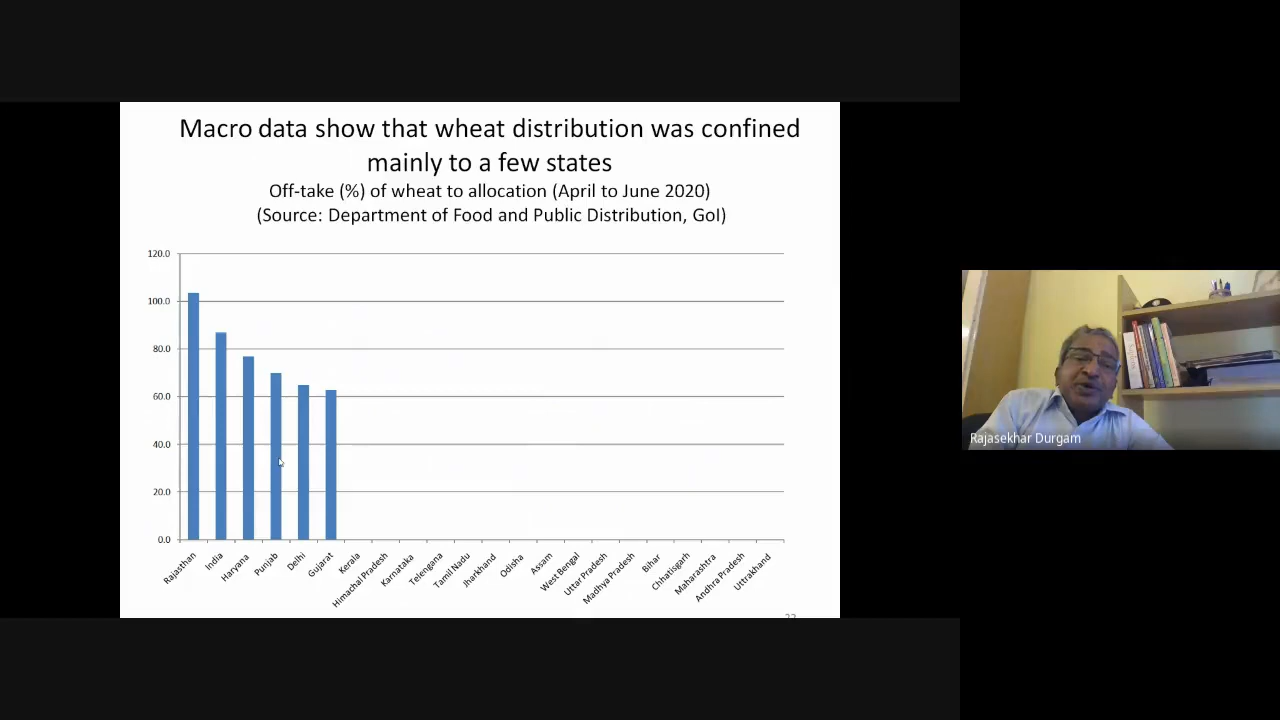 Macro data show that wheat distribution was confined
mainly to a few states
Off-take (%) of wheat to allocation (April to June 2020)
(Source: Department of Food and Public Distribution, GoI)
120.0
100.0
80.0
60.0
40.0
20.0
0.0
Rajasthan
India
Haryana
Punjab
Delhi
Gujarat
Kerala
Himachal Pradesh
Karnataka
Telengana
Tamil Nadu
Jharkhand
Odisha
Assam
West Bengal
Uttar Pradesh
Madhya Pradesh
Bihar
Chhatisgarh
Maharashtra
Andhra Pradesh
Uttrakhand
Rajasekhar Durgam